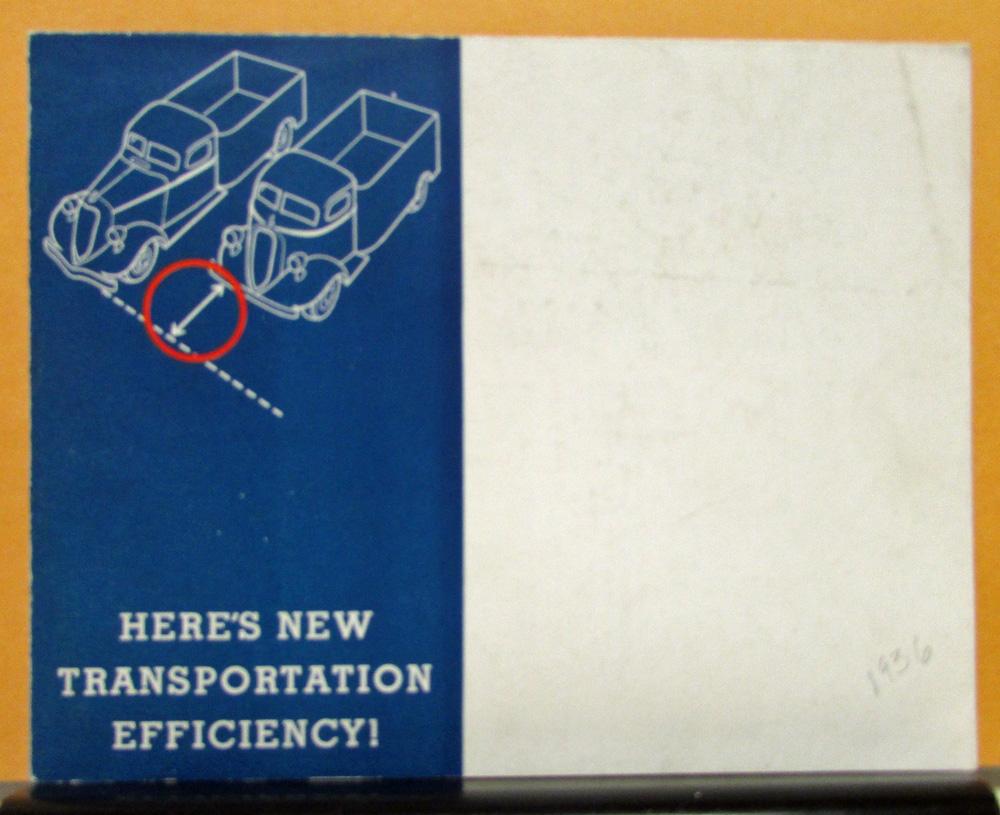 HERE'S NEW
TRANSPORTATION
EFFICIENCY!
1936